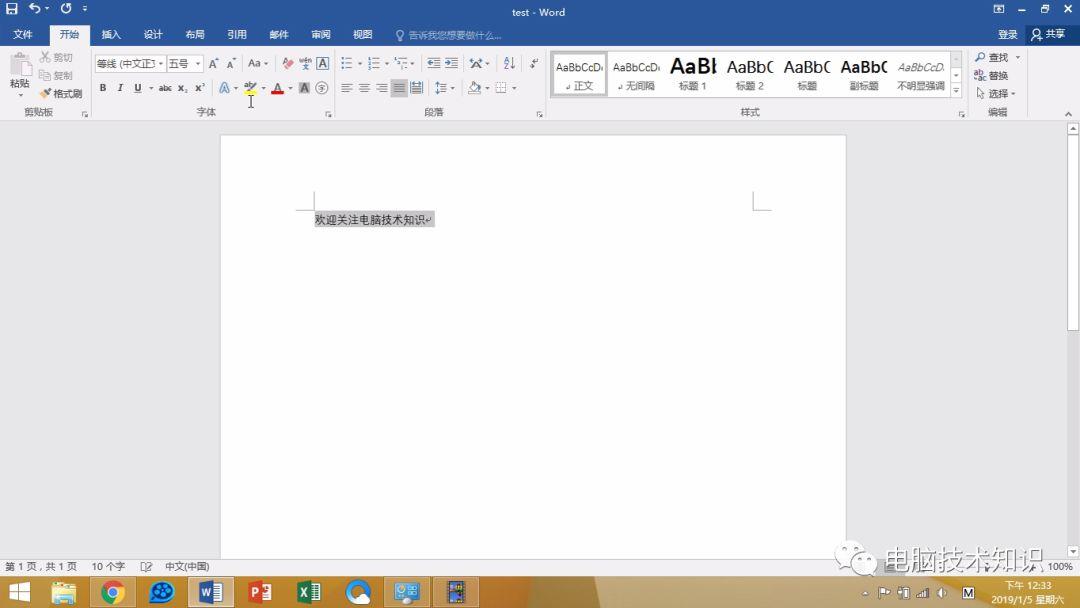 test - Word
文件 开始 插入 设计 布局 引用 邮件 审阅 视图 告诉我您想要做什么... 登录 共享
粘贴 剪切 复制 格式刷
剪贴板
等线 (中文正 五号 A A Aa wén 文 A
B I U abc x₂ x² A ab A A 字
字体
段落
AaBbCcD AaBbCcD AaBb AaBbC AaBbC AaBbC AaBbCcD
正文 无间隔 标题 1 标题 2 标题 副标题 不明显强调
样式
查找
替换
选择
编辑
欢迎关注电脑技术知识
第 1 页，共 1 页 10 个字 中文(中国) 100%
电脑技术知识
M 下午 12:33
2019/1/5 星期六